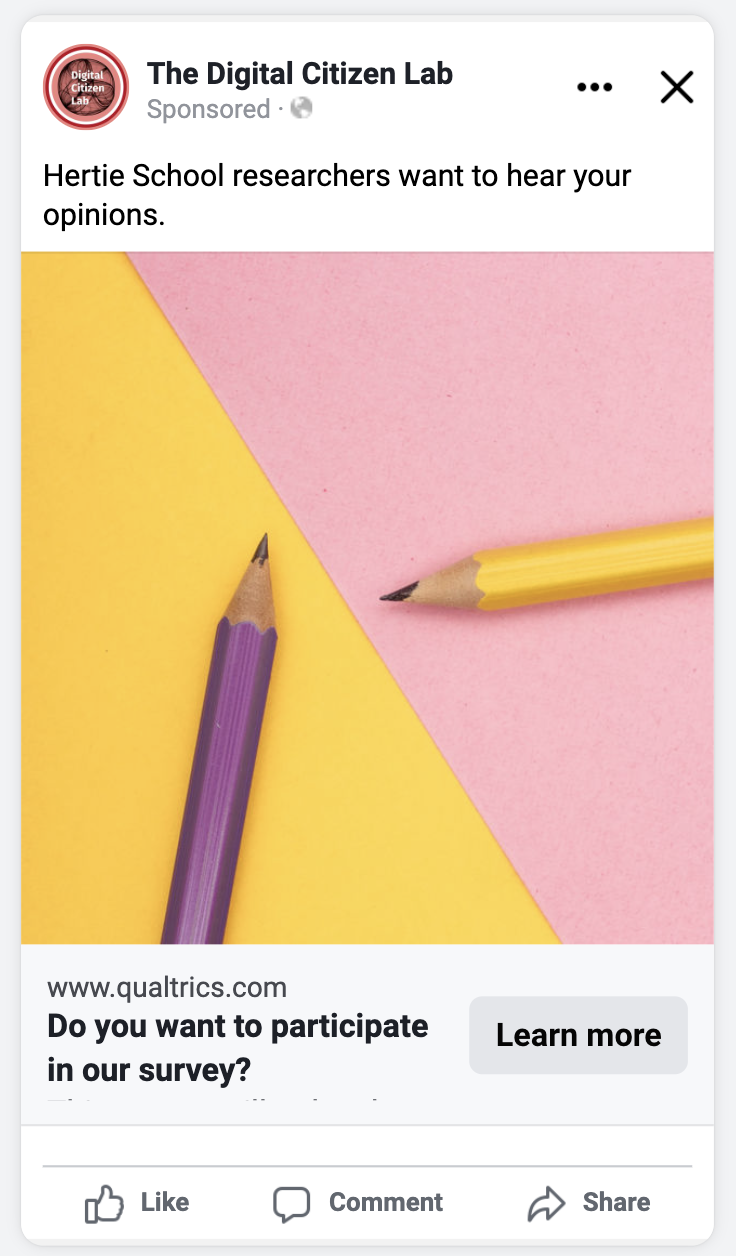 Digital
Citizen
Lab
The Digital Citizen Lab
Sponsored ·
Hertie School researchers want to hear your
opinions.
www.qualtrics.com
Do you want to participate
in our survey?
Learn more
Like
Comment
Share